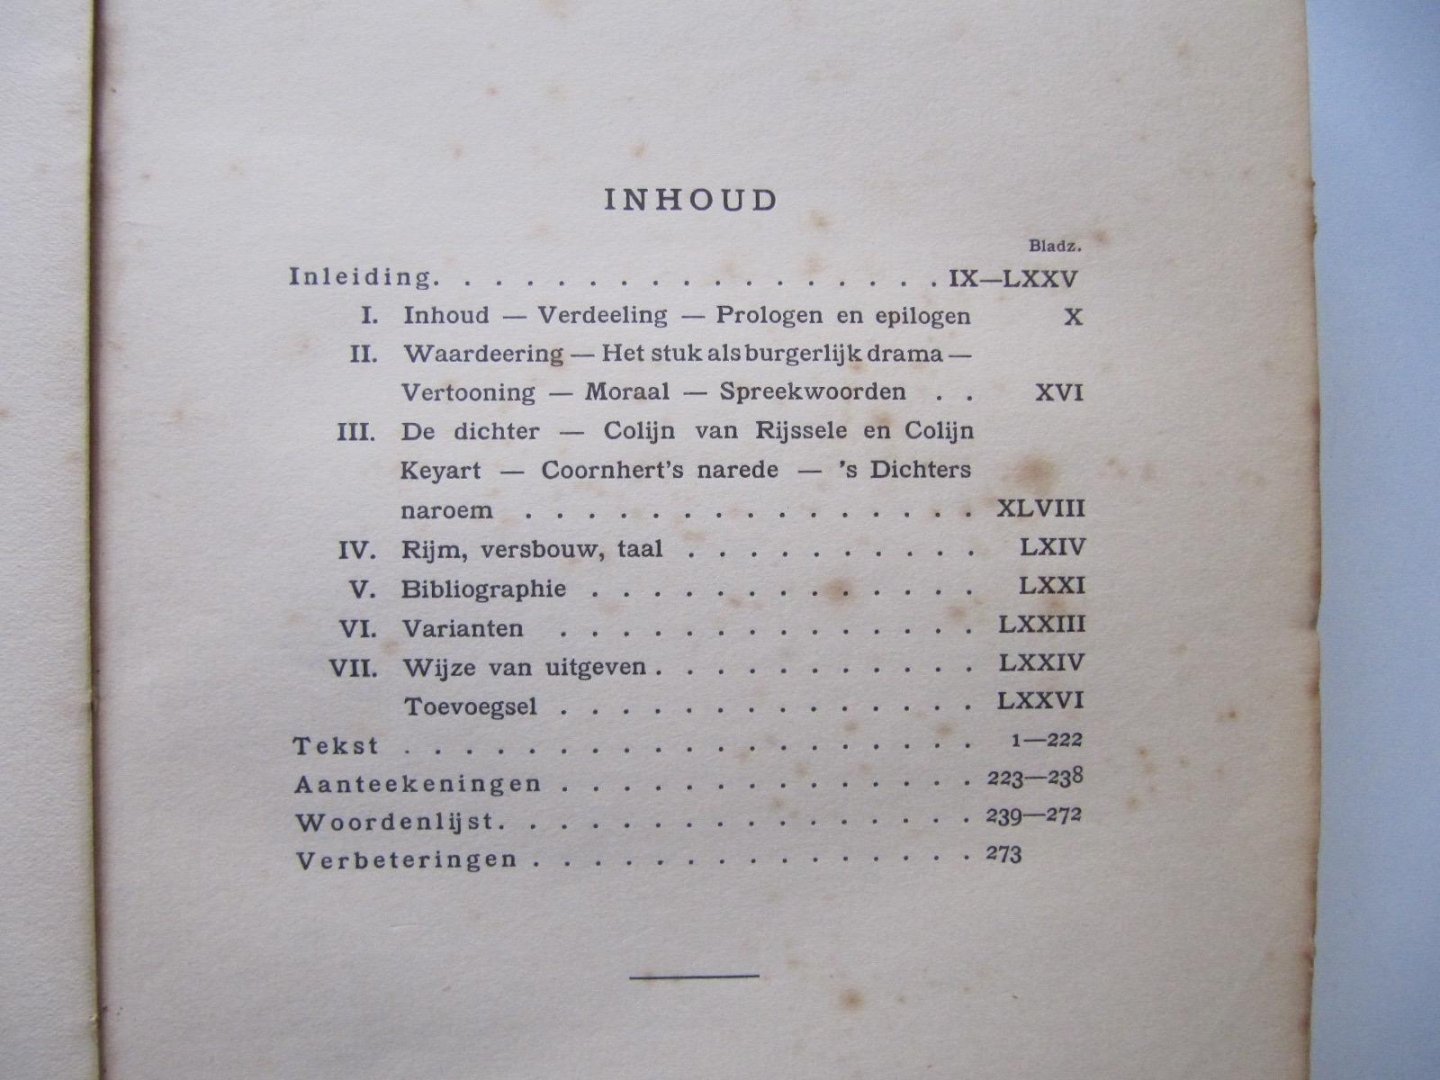 INHOUD
Bladz.
Inleiding. . . . . . . . . . . . . . . . . IX—LXXV
I. Inhoud — Verdeeling — Prologen en epilogen X
II. Waardeering — Het stuk als burgerlijk drama —
Vertooning — Moraal — Spreekwoorden . . XVI
III. De dichter — Colijn van Rijssele en Colijn
Keyart — Coornhert's narede — 's Dichters
naroem . . . . . . . . . . . . . . . XLVIII
IV. Rijm, versbouw, taal . . . . . . . . . . LXIV
V. Bibliographie . . . . . . . . . . . . . LXXI
VI. Varianten . . . . . . . . . . . . . . LXXIII
VII. Wijze van uitgeven . . . . . . . . . . . LXXIV
Toevoegsel . . . . . . . . . . . . . . LXXVI
Tekst . . . . . . . . . . . . . . . . . . . 1—222
Aanteekeningen . . . . . . . . . . . . . . 223—238
Woordenlijst. . . . . . . . . . . . . . . . 239—272
Verbeteringen . . . . . . . . . . . . . . . 273